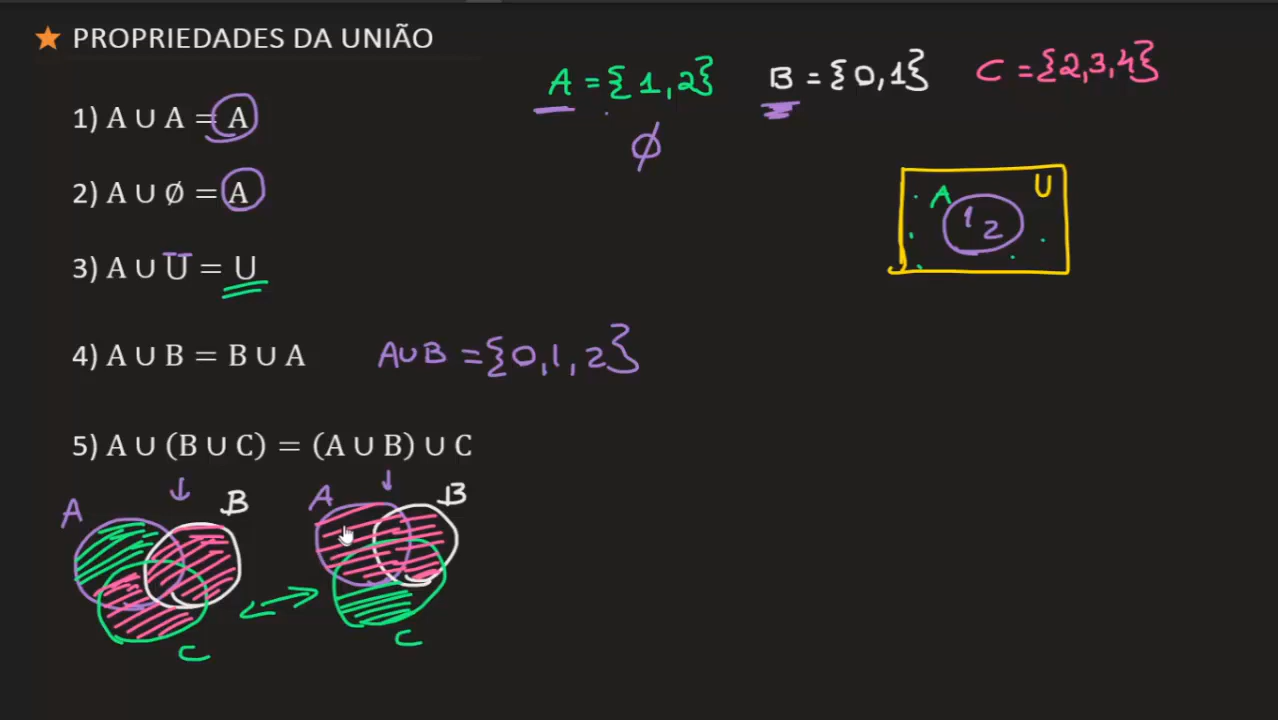 PROPRIEDADES DA UNIÃO
A = {1, 2} B = {0, 1} C = {2, 3, 4}
1) A ∪ A = A
∅
2) A ∪ ∅ = A
A U
1 2
3) A ∪ U = U
4) A ∪ B = B ∪ A A∪B = {0, 1, 2}
5) A ∪ (B ∪ C) = (A ∪ B) ∪ C
A B A B
C C